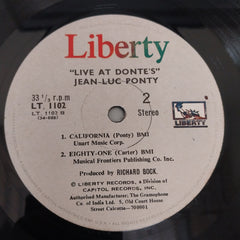 Liberty
"LIVE AT DONTE'S"
JEAN-LUC PONTY
33 1/3 r.p.m
LT. 1102
LT. 1102 B
(34-689)
2
Stereo
LIBERTY
1. CALIFORNIA (Ponty) BMI
Unart Music Corp.
2. EIGHTY-ONE (Carter) BMI
Musical Frontiers Publishing Co. Inc.
Produced by RICHARD BOCK.
© LIBERTY RECORDS, A DIVISION OF
CAPITOL RECORDS, INC.
Authorised Manufacturer, The Gramophone
Co. of India Ltd. 5, Old Court House
Street Calcutta—700001